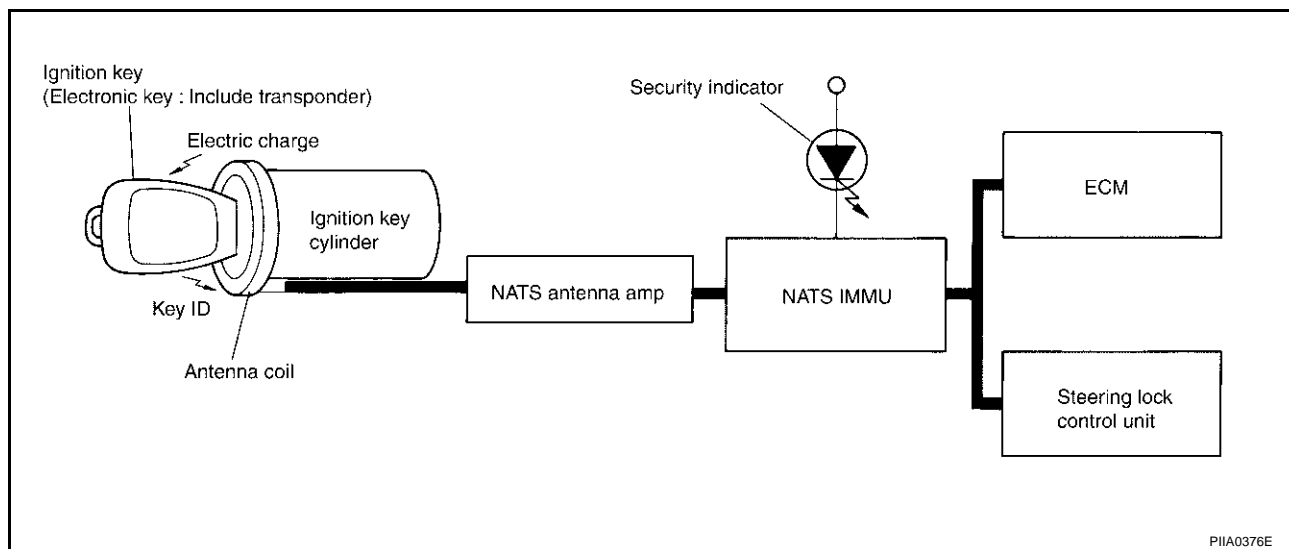 Ignition key
(Electronic key : Include transponder)
Electric charge
Ignition key
cylinder
Key ID
Antenna coil
NATS antenna amp
Security indicator
NATS IMMU
ECM
Steering lock
control unit
PIIA0376E